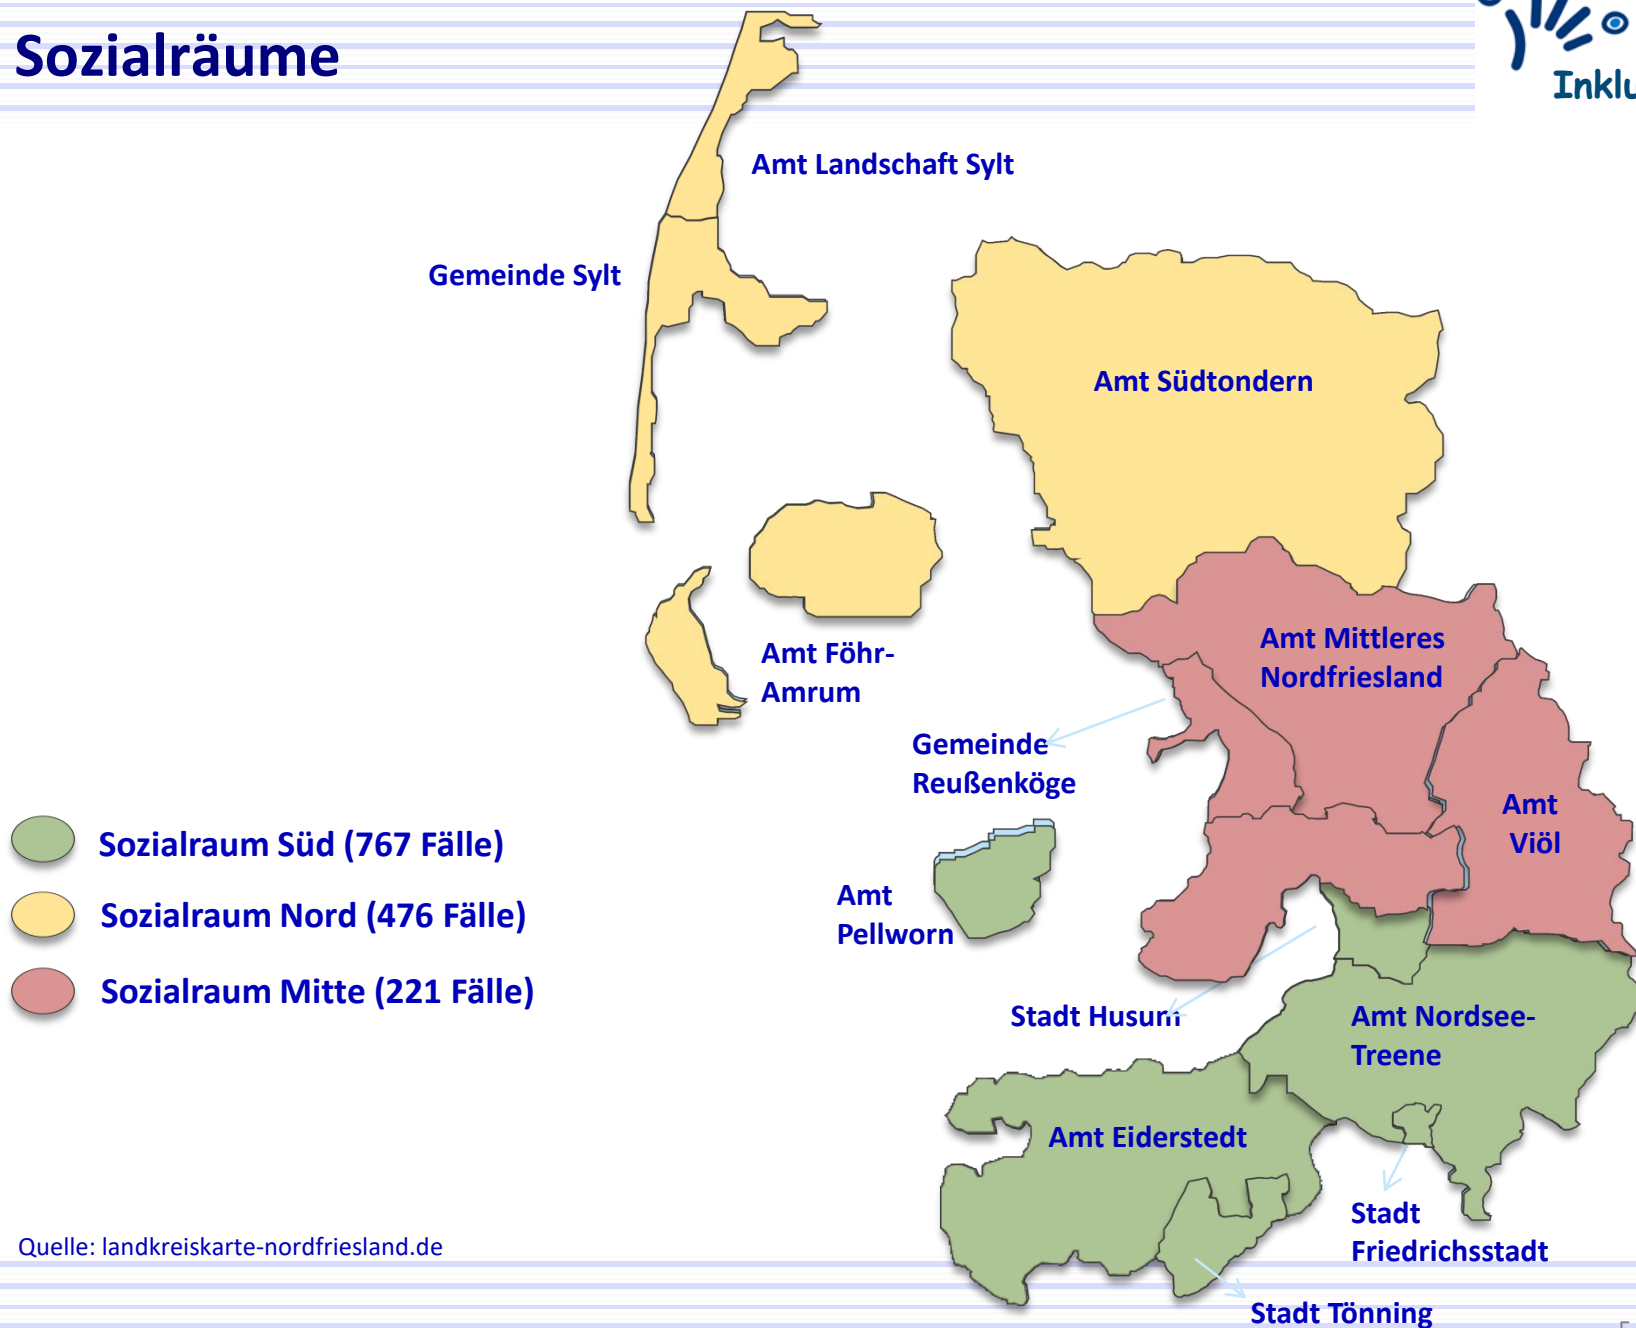 Sozialräume
Amt Landschaft Sylt
Gemeinde Sylt
Amt Südtondern
Amt Föhr-
Amrum
Amt Mittleres
Nordfriesland
Gemeinde
Reußenköge
Amt
Viöl
Sozialraum Süd (767 Fälle)
Sozialraum Nord (476 Fälle)
Sozialraum Mitte (221 Fälle)
Amt
Pellworn
Stadt Husum
Amt Nordsee-
Treene
Amt Eiderstedt
Stadt
Friedrichsstadt
Stadt Tönning
Quelle: landkreiskarte-nordfriesland.de